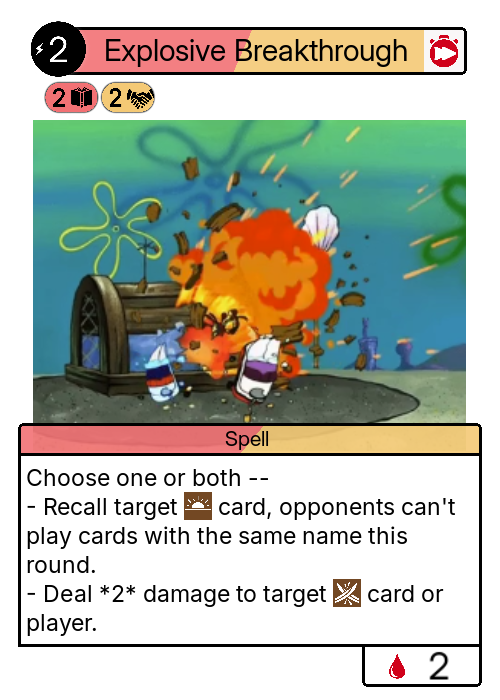 2 Explosive Breakthrough
2 2
Spell
Choose one or both --
- Recall target card, opponents can't
play cards with the same name this
round.
- Deal *2* damage to target card or
player.
2